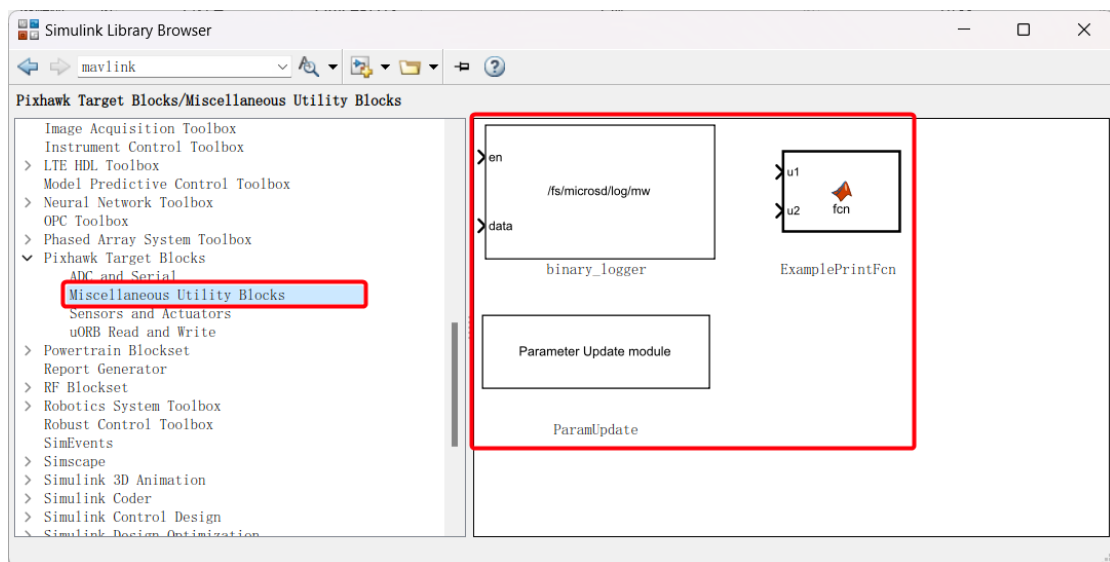 Simulink Library Browser
mavlink
Pixhawk Target Blocks/Miscellaneous Utility Blocks
Image Acquisition Toolbox
Instrument Control Toolbox
LTE HDL Toolbox
Model Predictive Control Toolbox
Neural Network Toolbox
OPC Toolbox
Phased Array System Toolbox
Pixhawk Target Blocks
ADC and Serial
Miscellaneous Utility Blocks
Sensors and Actuators
uORB Read and Write
Powertrain Blockset
Report Generator
RF Blockset
Robotics System Toolbox
Robust Control Toolbox
SimEvents
Simscape
Simulink 3D Animation
Simulink Coder
Simulink Control Design
Simulink Design Optimization
en
/fs/microsd/log/mw
data
binary_logger
u1
u2
fcn
ExamplePrintFcn
Parameter Update module
ParamUpdate